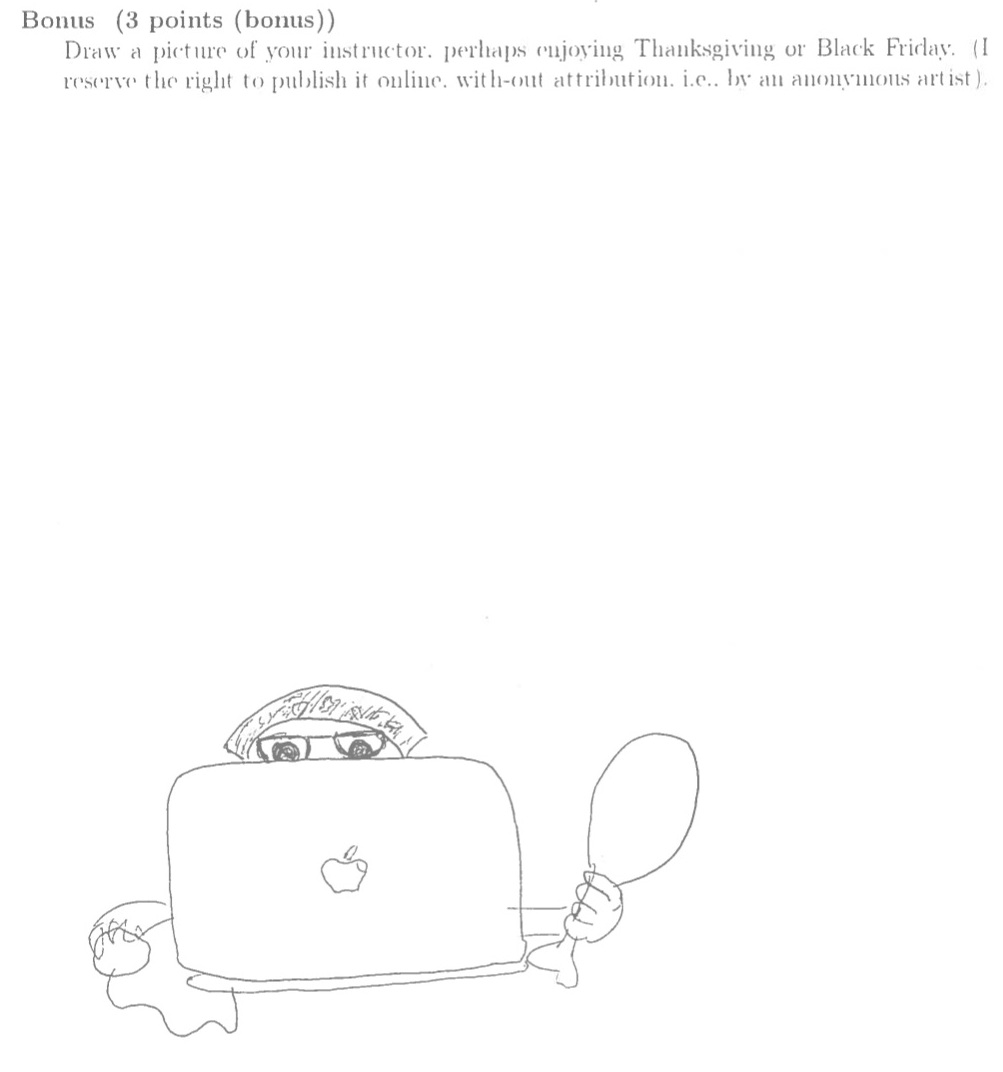 Bonus (3 points (bonus))
Draw a picture of your instructor. perhaps enjoying Thanksgiving or Black Friday. (I
reserve the right to publish it online. with-out attribution. i.e.. by an anonymous artist).